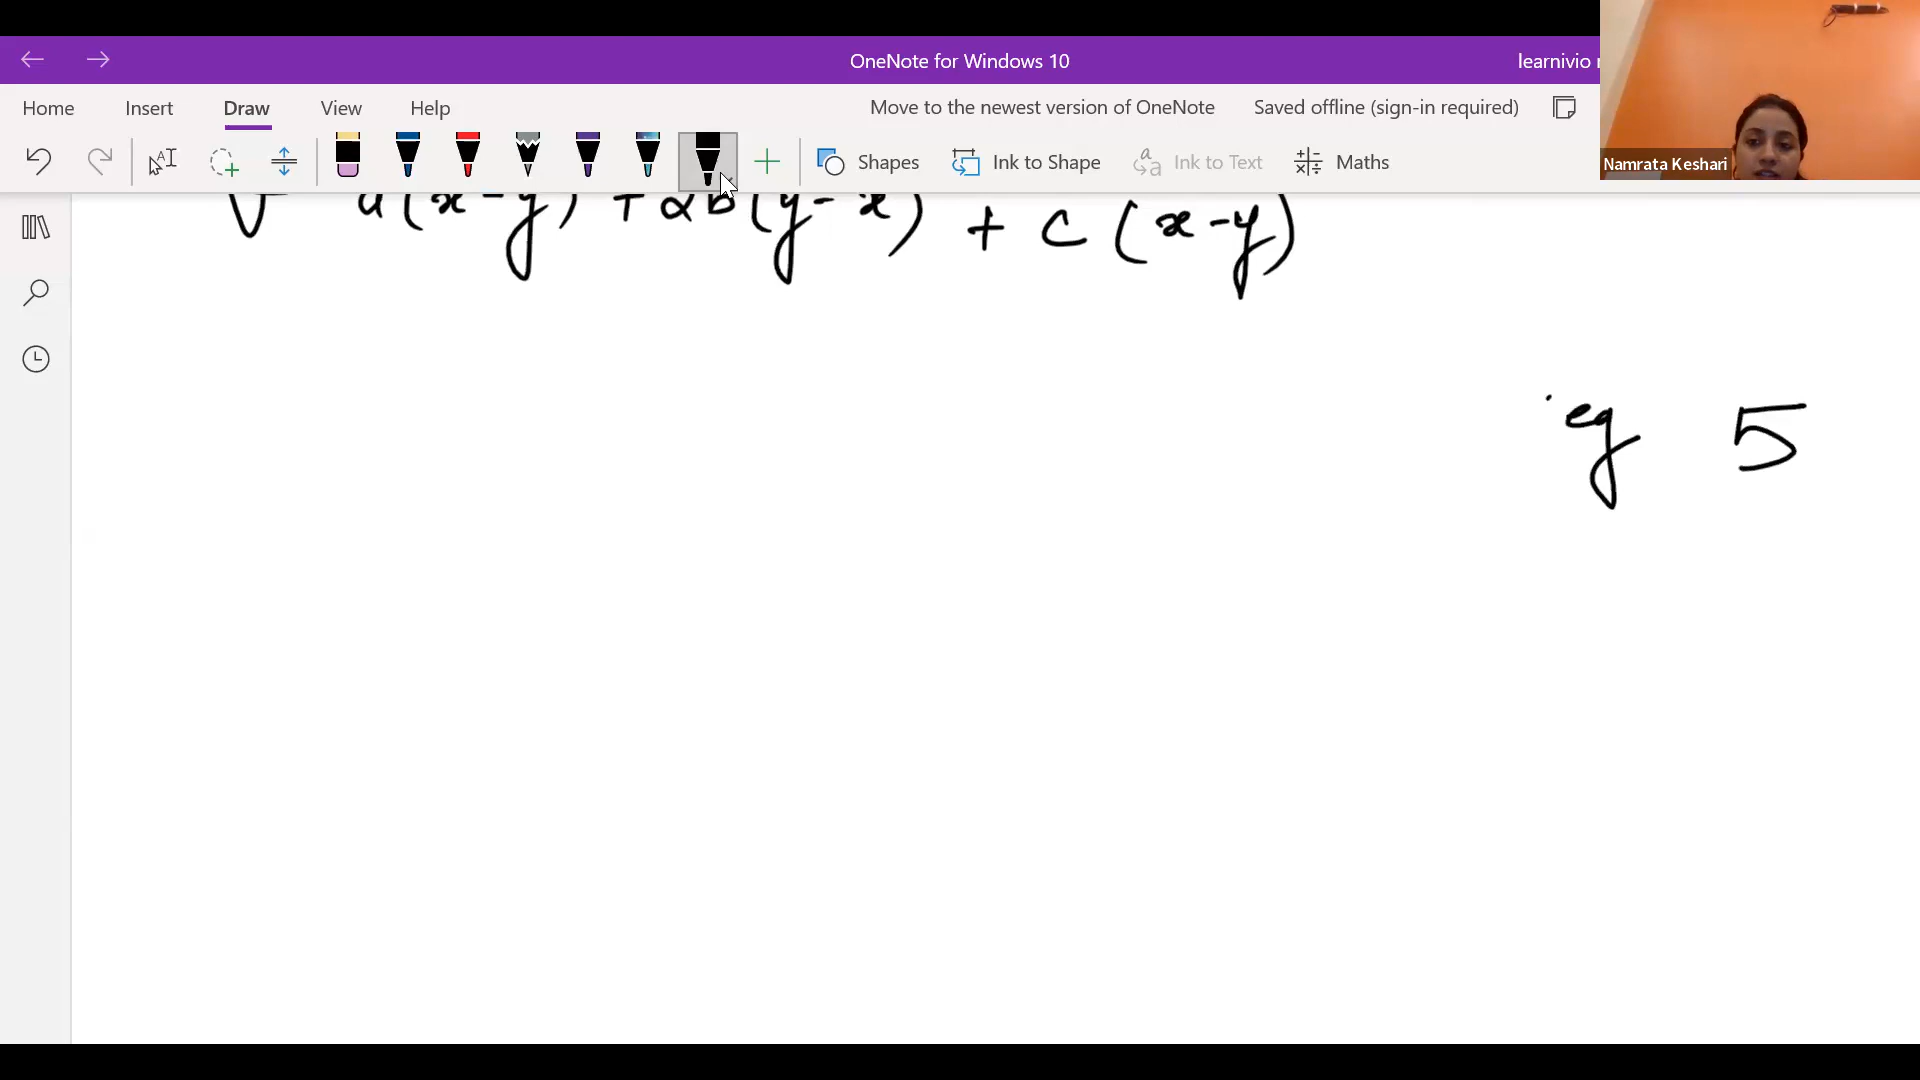 OneNote for Windows 10
learnivio
Home Insert Draw View Help Move to the newest version of OneNote Saved offline (sign-in required)
Shapes Ink to Shape Ink to Text Maths
Namrata Keshari
a(x-y) + 2b(y-x) + c(x-y)
eg 5